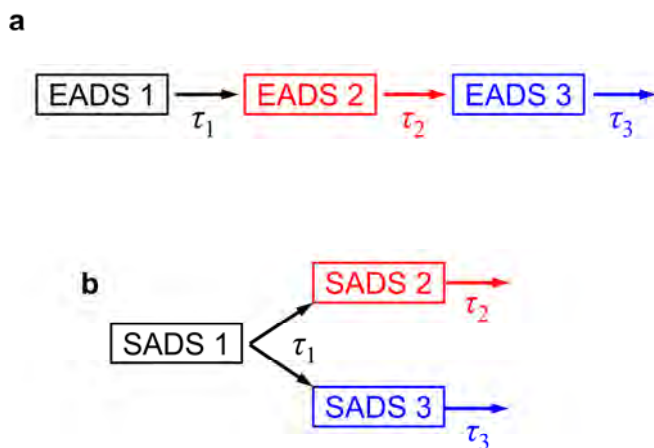 a
EADS 1 EADS 2 EADS 3
τ1 τ2 τ3
b
SADS 2
τ2
SADS 1
τ1
SADS 3
τ3